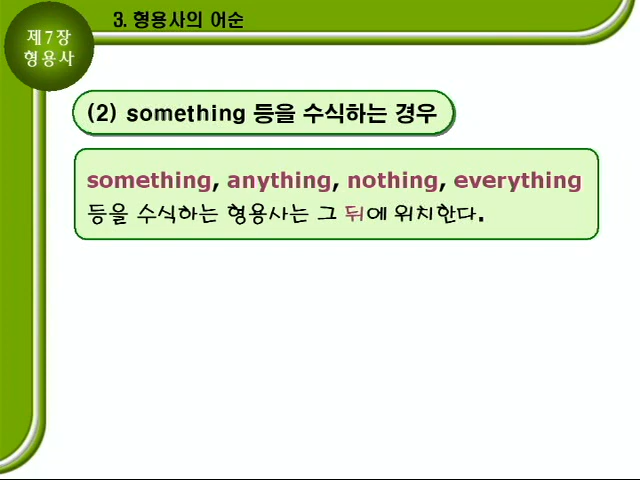 3. 형용사의 어순
제7장
형용사
(2) something 등을 수식하는 경우
something, anything, nothing, everything
등을 수식하는 형용사는 그 뒤에 위치한다.